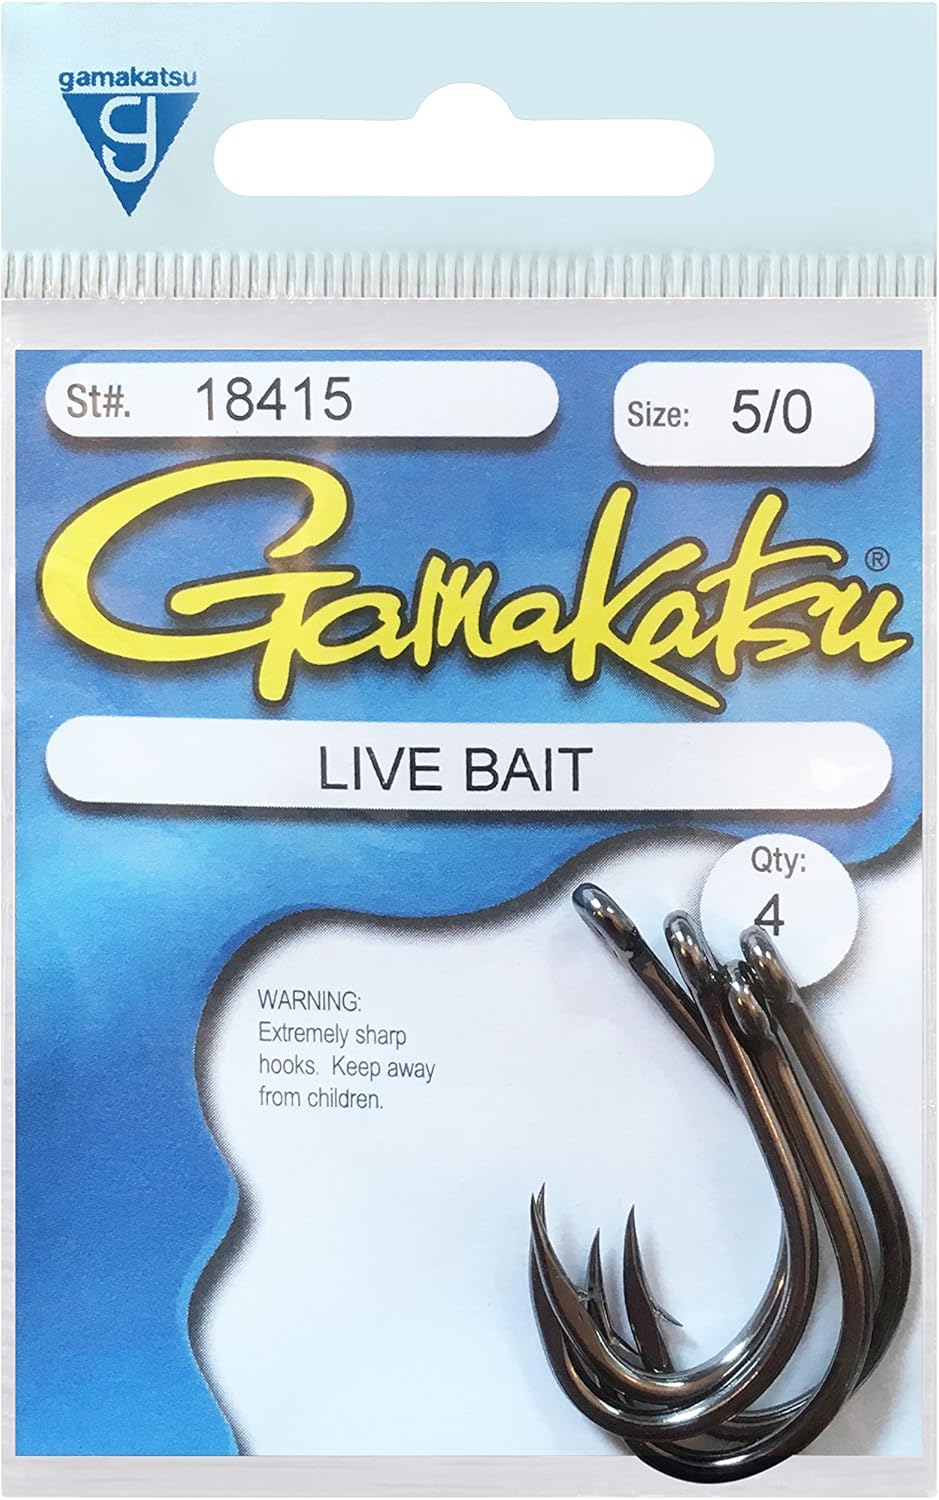 gamakatsu
g
St#. 18415
Size: 5/0
Gamakatsu®
LIVE BAIT
Qty:
4
WARNING:
Extremely sharp
hooks. Keep away
from children.